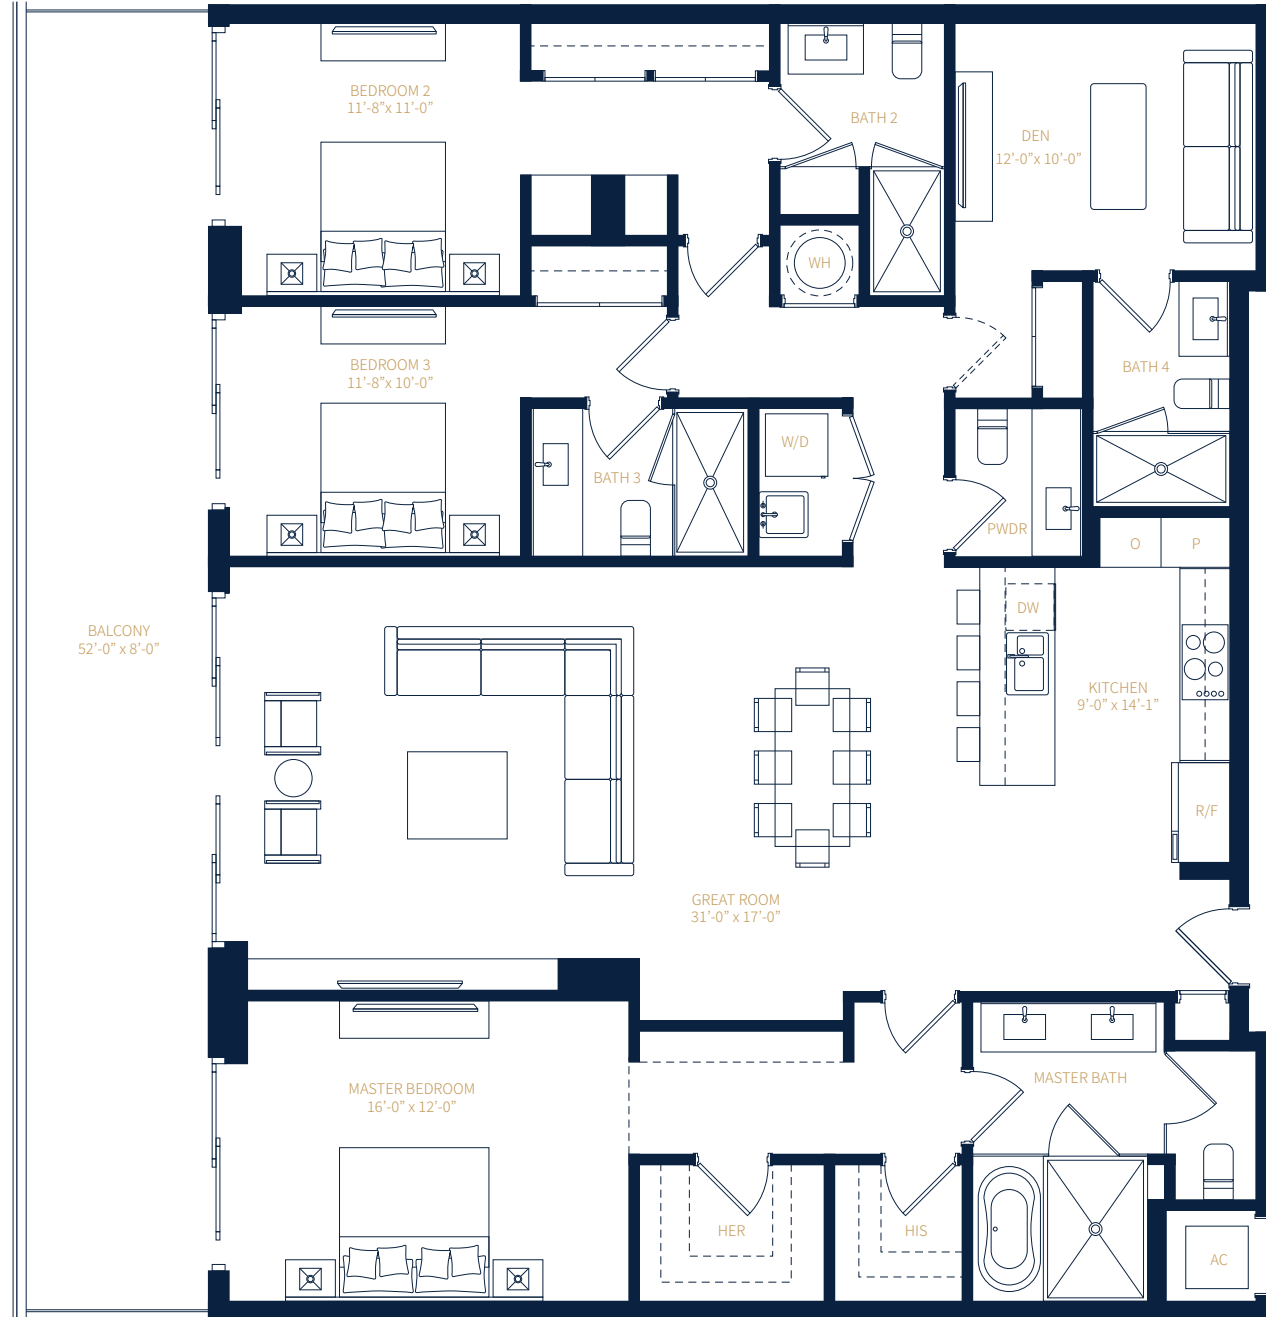 BEDROOM 2
11’-8”x 11’-0”
BATH 2
DEN
12’-0”x 10’-0”
WH
BEDROOM 3
11’-8”x 10’-0”
BATH 4
W/D
BATH 3
PWDR
O
P
DW
BALCONY
52’-0” x 8’-0”
KITCHEN
9’-0” x 14’-1”
R/F
GREAT ROOM
31’-0” x 17’-0”
MASTER BEDROOM
16’-0” x 12’-0”
MASTER BATH
HER
HIS
AC